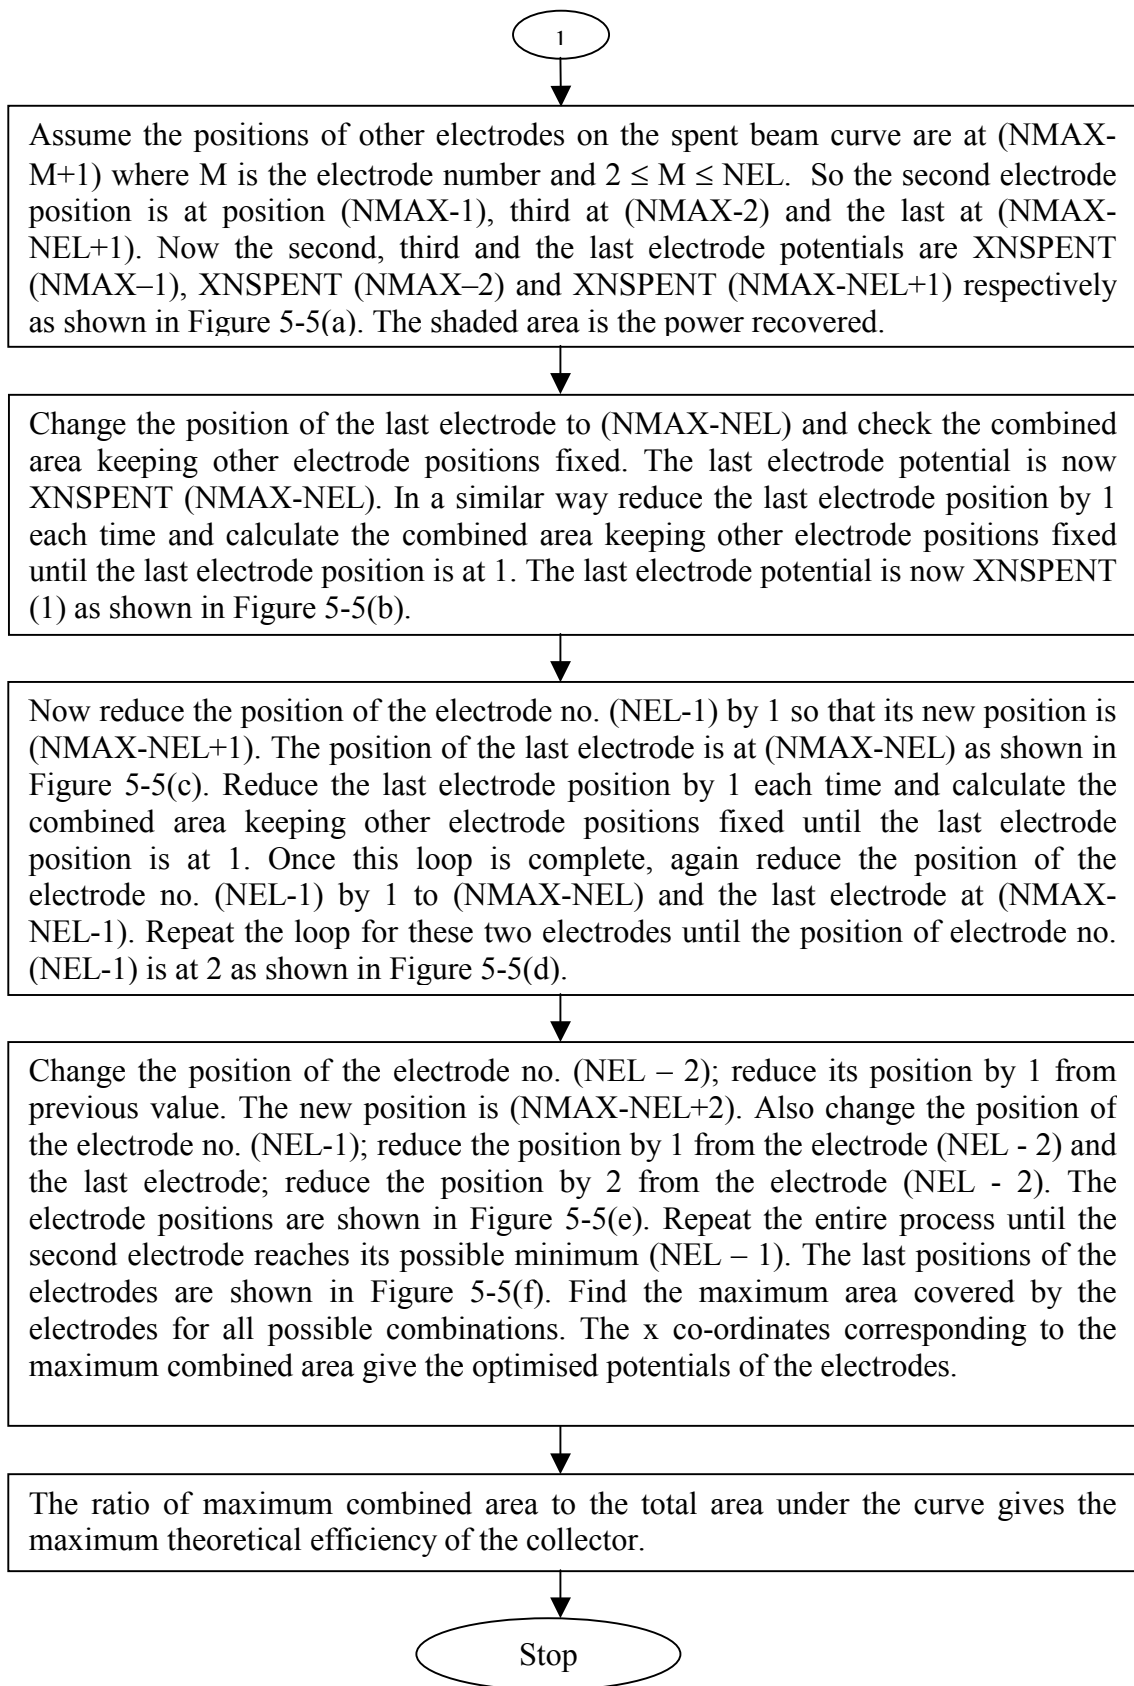 1
Assume the positions of other electrodes on the spent beam curve are at (NMAX-
M+1) where M is the electrode number and 2 ≤ M ≤ NEL. So the second electrode
position is at position (NMAX-1), third at (NMAX-2) and the last at (NMAX-
NEL+1). Now the second, third and the last electrode potentials are XNSPENT
(NMAX–1), XNSPENT (NMAX–2) and XNSPENT (NMAX-NEL+1) respectively
as shown in Figure 5-5(a). The shaded area is the power recovered.
Change the position of the last electrode to (NMAX-NEL) and check the combined
area keeping other electrode positions fixed. The last electrode potential is now
XNSPENT (NMAX-NEL). In a similar way reduce the last electrode position by 1
each time and calculate the combined area keeping other electrode positions fixed
until the last electrode position is at 1. The last electrode potential is now XNSPENT
(1) as shown in Figure 5-5(b).
Now reduce the position of the electrode no. (NEL-1) by 1 so that its new position is
(NMAX-NEL+1). The position of the last electrode is at (NMAX-NEL) as shown in
Figure 5-5(c). Reduce the last electrode position by 1 each time and calculate the
combined area keeping other electrode positions fixed until the last electrode
position is at 1. Once this loop is complete, again reduce the position of the
electrode no. (NEL-1) by 1 to (NMAX-NEL) and the last electrode at (NMAX-
NEL-1). Repeat the loop for these two electrodes until the position of electrode no.
(NEL-1) is at 2 as shown in Figure 5-5(d).
Change the position of the electrode no. (NEL – 2); reduce its position by 1 from
previous value. The new position is (NMAX-NEL+2). Also change the position of
the electrode no. (NEL-1); reduce the position by 1 from the electrode (NEL - 2) and
the last electrode; reduce the position by 2 from the electrode (NEL - 2). The
electrode positions are shown in Figure 5-5(e). Repeat the entire process until the
second electrode reaches its possible minimum (NEL – 1). The last positions of the
electrodes are shown in Figure 5-5(f). Find the maximum area covered by the
electrodes for all possible combinations. The x co-ordinates corresponding to the
maximum combined area give the optimised potentials of the electrodes.
The ratio of maximum combined area to the total area under the curve gives the
maximum theoretical efficiency of the collector.
Stop